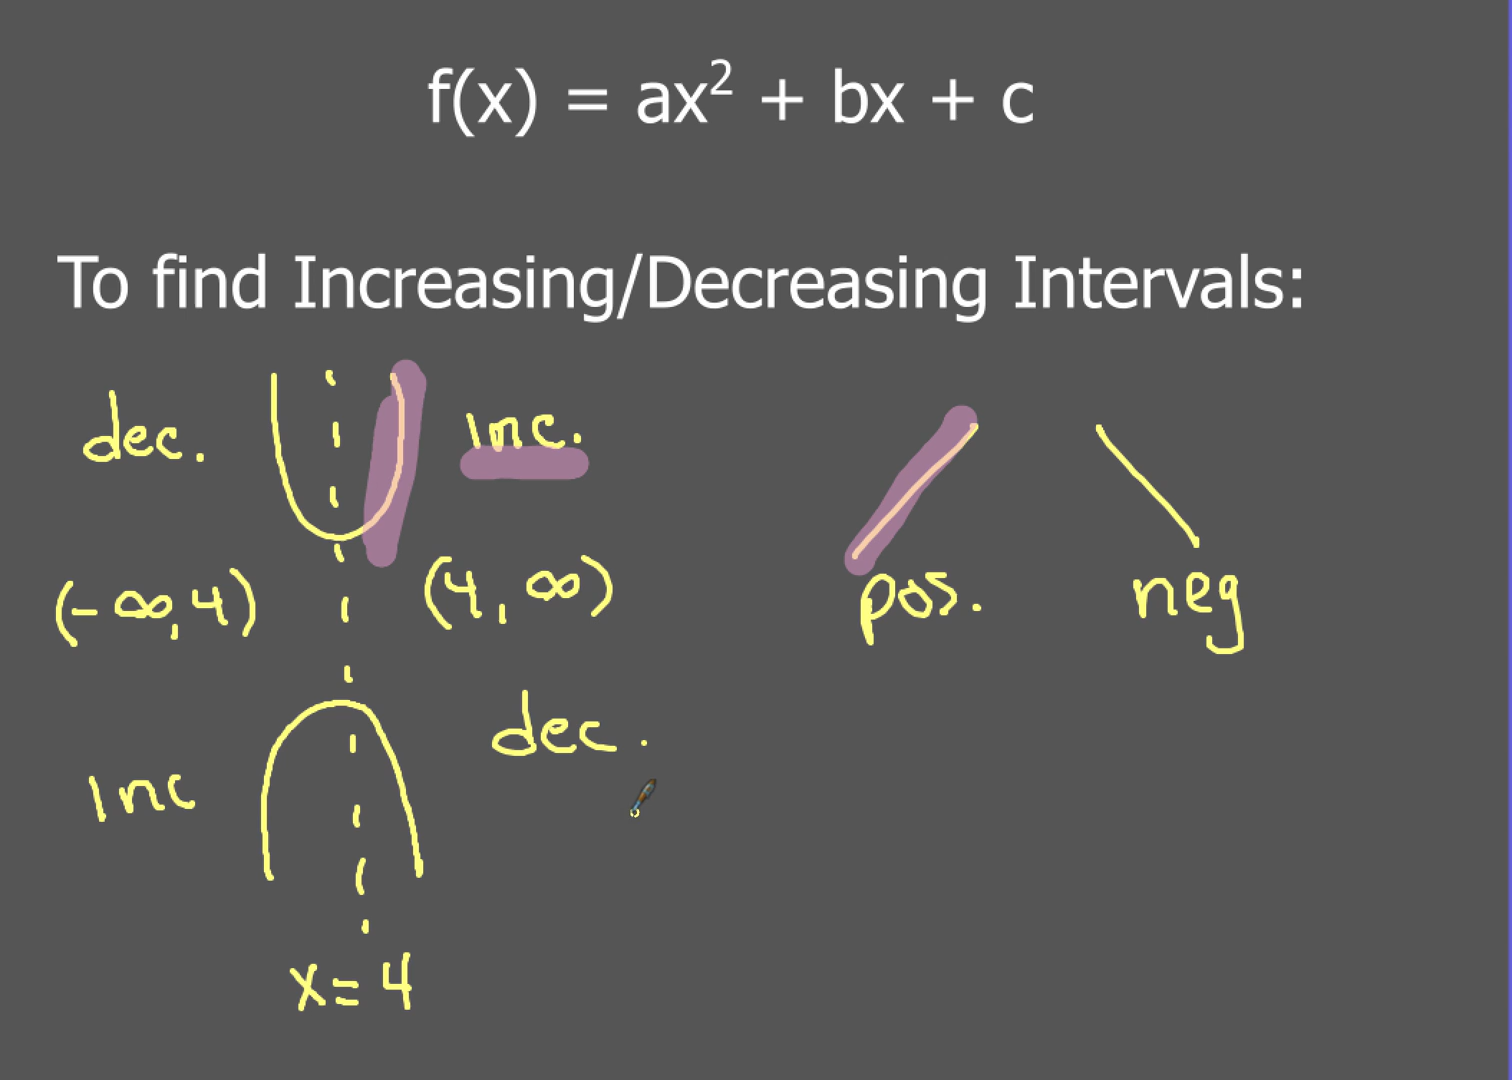 f(x) = ax² + bx + c
To find Increasing/Decreasing Intervals:
dec. inc.
(-∞,4) (4, ∞) pos. neg
inc dec.
x=4